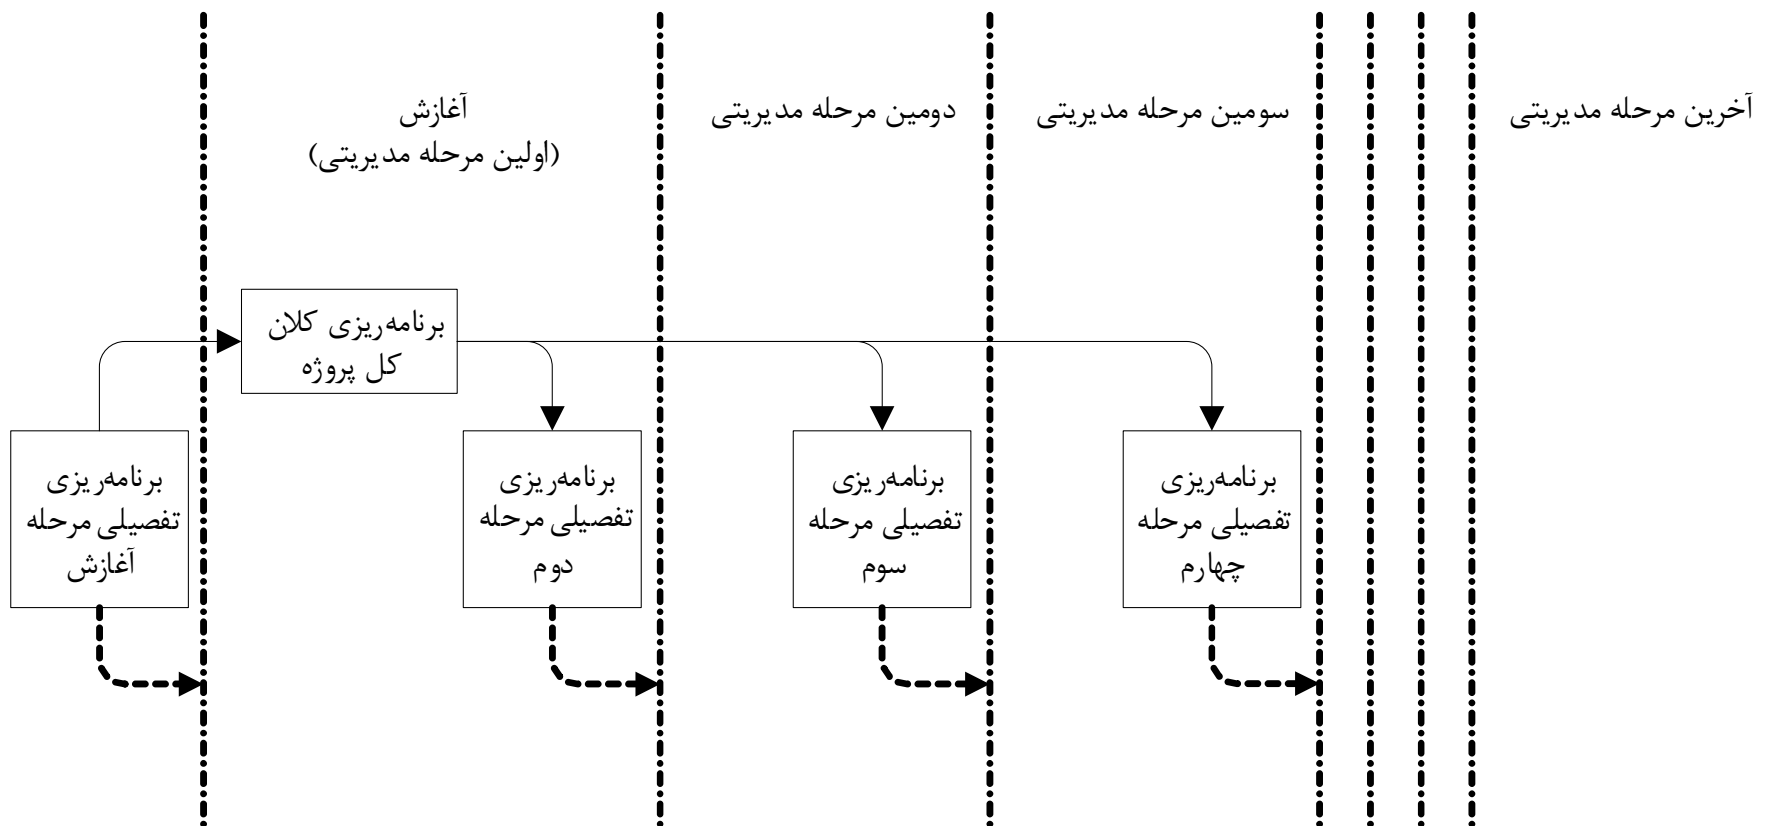 آغازش
(اولین مرحله مدیریتی)
دومین مرحله مدیریتی
سومین مرحله مدیریتی
آخرین مرحله مدیریتی
برنامه‌ریزی کلان
کل پروژه
برنامه‌ریزی
تفصیلی مرحله
آغازش
برنامه‌ریزی
تفصیلی مرحله
دوم
برنامه‌ریزی
تفصیلی مرحله
سوم
برنامه‌ریزی
تفصیلی مرحله
چهارم